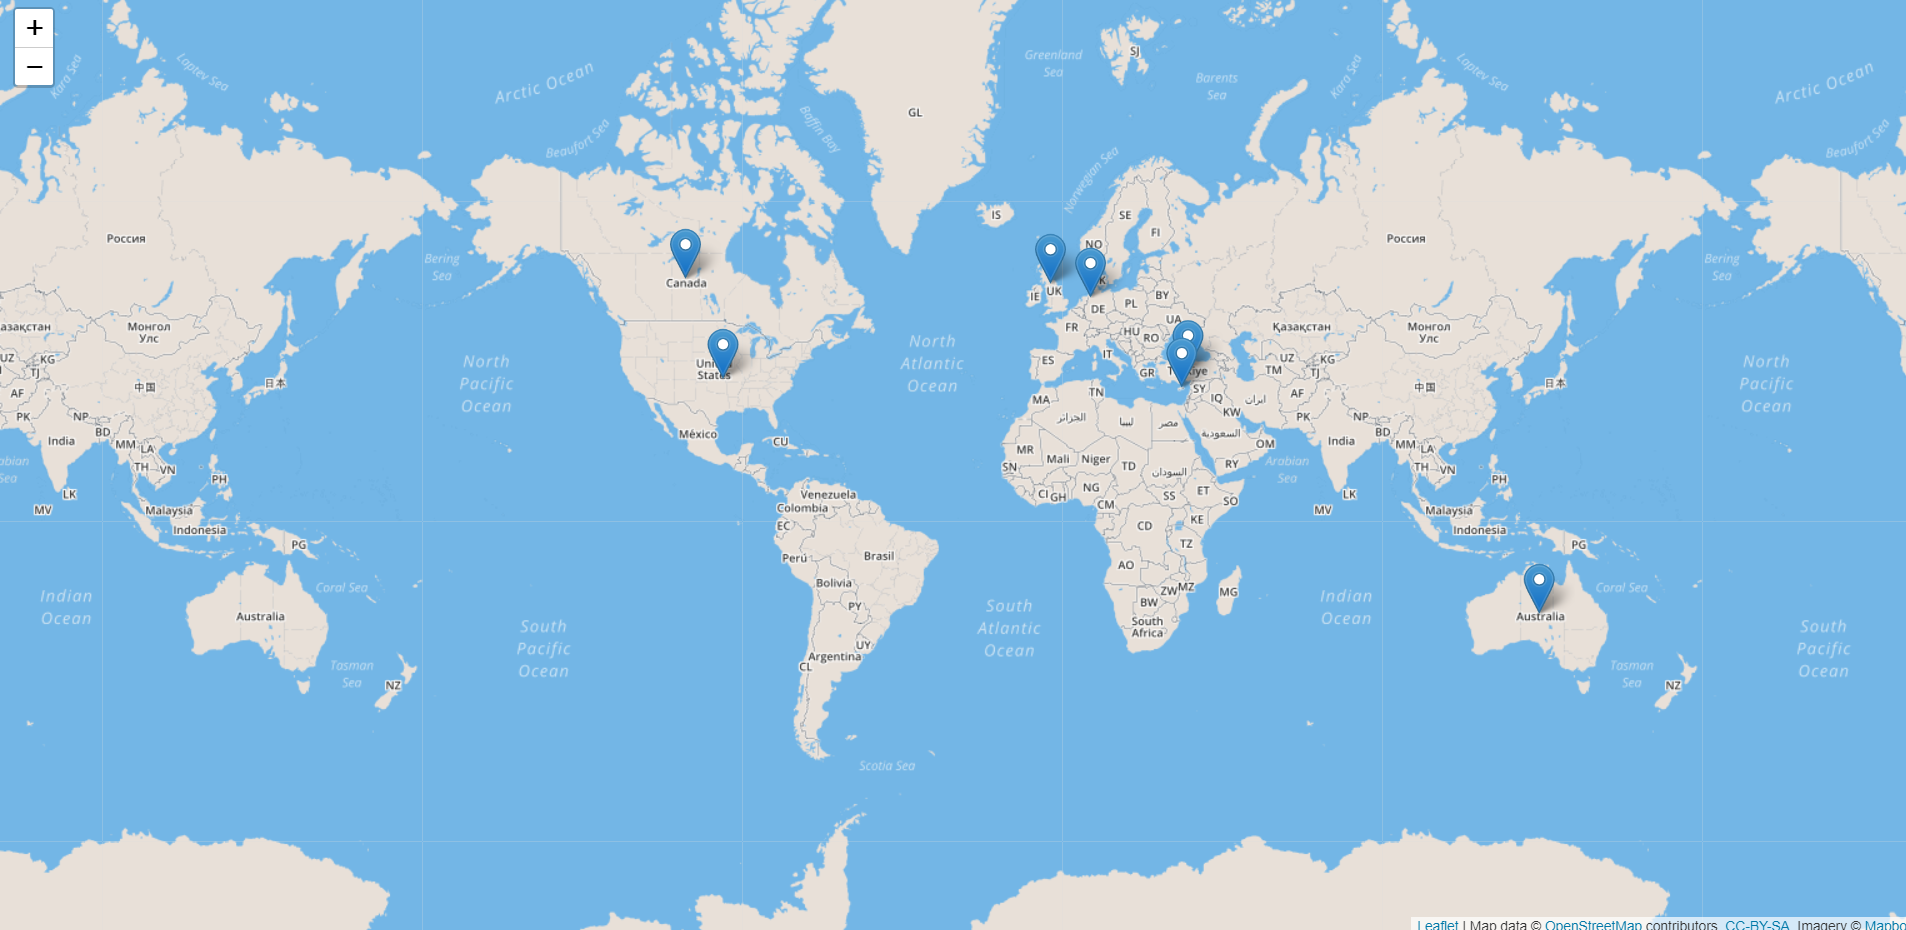 +
−
Kara Sea
Laptev Sea
Arctic Ocean
Beaufort Sea
Baffin Bay
GL
Greenland
Sea
SJ
Barents
Sea
Kara Sea
Laptev Sea
Arctic Ocean
Beaufort Sea
Norwegian Sea
IS
SE
FI
NO
Россия
Bering
Sea
Canada
UK
IE
DE
PL
BY
UA
FR
HU
RO
IT
ES
GR
SY
TN
MA
IQ
KW
ایران
Россия
Bering
Sea
азақстан
Монгол
Улс
UZ
KG
TJ
AF
PK
中国
日本
NP
BD
India
MM
LA
TH
VN
PH
LK
MV
Malaysia
Indonesia
PG
abian
Sea
North
Pacific
Ocean
United
States
México
CU
North
Atlantic
Ocean
Venezuela
Colombia
EC
Perú
Brasil
Bolivia
PY
UY
Argentina
CL
الجزائر
ليبيا
مصر
السعودية
OM
RY
MR
Mali
Niger
TD
السودان
SN
CI
GH
NG
CM
SS
ET
SO
CD
KE
TZ
AO
ZW
MZ
BW
MG
South
Africa
Arabian
Sea
Қазақстан
Монгол
Улс
UZ
KG
TM
TJ
AF
PK
中国
日本
NP
BD
India
MM
LA
TH
VN
PH
LK
MV
Malaysia
Indonesia
PG
North
Pacific
Ocean
Indian
Ocean
Australia
Coral Sea
Tasman
Sea
NZ
South
Pacific
Ocean
South
Atlantic
Ocean
Scotia Sea
Indian
Ocean
Australia
Coral Sea
Tasman
Sea
NZ
South
Pacific
Ocean
Leaflet | Map data © OpenStreetMap contributors, CC-BY-SA, Imagery © Mapbo